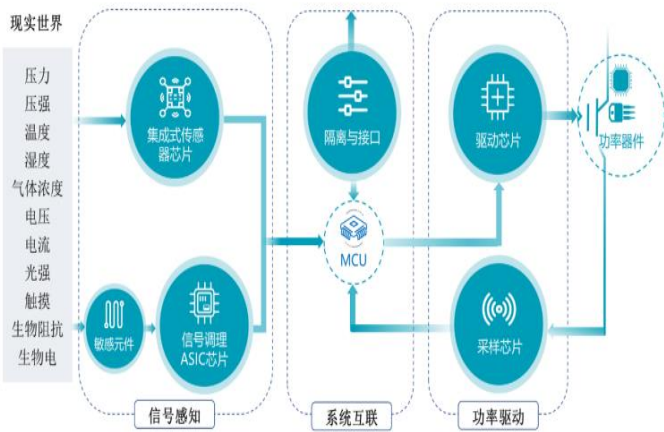 现实世界
压力
压强
温度
湿度
气体浓度
电压
电流
光强
触摸
生物阻抗
生物电
集成式传感
器芯片
敏感元件
信号调理
ASIC芯片
信号感知
隔离与接口
MCU
系统互联
驱动芯片
采样芯片
功率驱动
功率器件